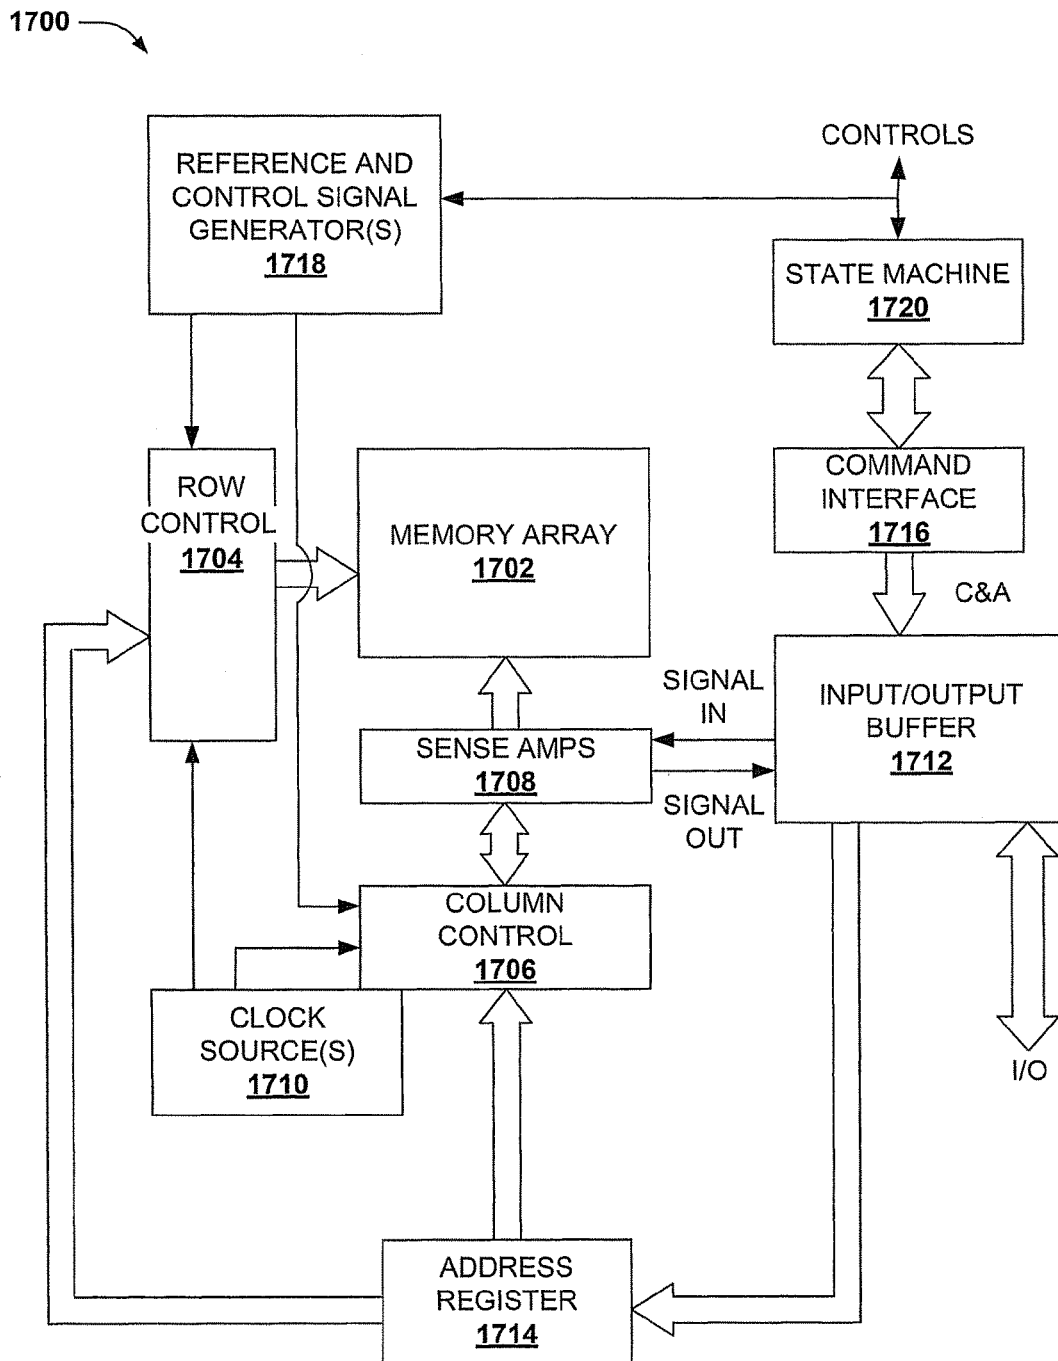 1700
CONTROLS
REFERENCE AND
CONTROL SIGNAL
GENERATOR(S)
1718
STATE MACHINE
1720
ROW
CONTROL
1704
MEMORY ARRAY
1702
COMMAND
INTERFACE
1716
C&A
SIGNAL
IN
INPUT/OUTPUT
BUFFER
1712
SENSE AMPS
1708
SIGNAL
OUT
COLUMN
CONTROL
1706
CLOCK
SOURCE(S)
1710
I/O
ADDRESS
REGISTER
1714